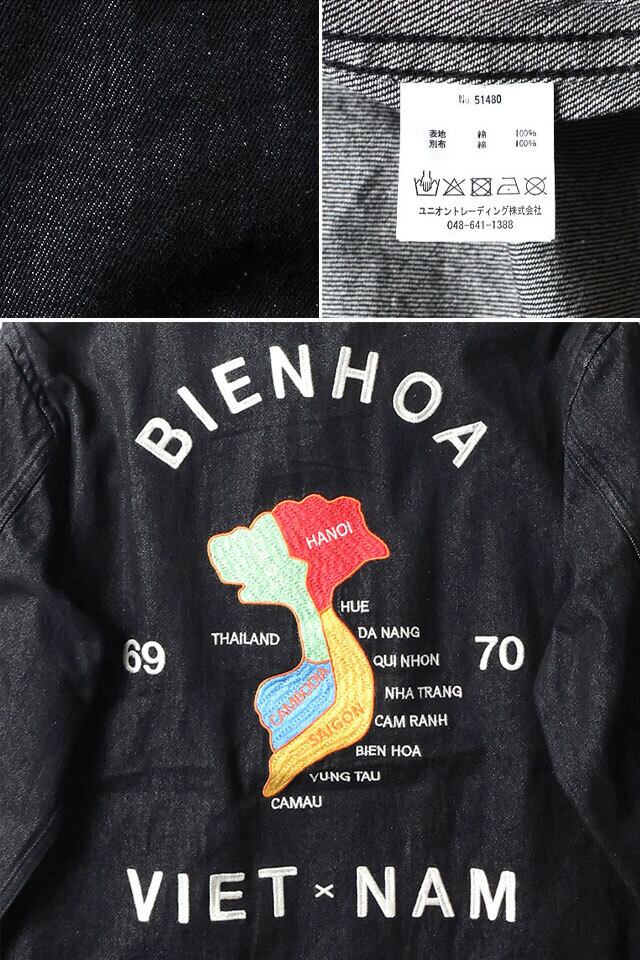 No. 51480
表地 綿 100%
別布 綿 100%
ユニオントレーディング株式会社
048-641-1388
BIENHOA
HANOI
HUE
THAILAND
DA NANG
69
70
QUI NHON
CAMBODIA
NHA TRANG
SAIGON
CAM RANH
BIEN HOA
VUNG TAU
CAMAU
VIET × NAM